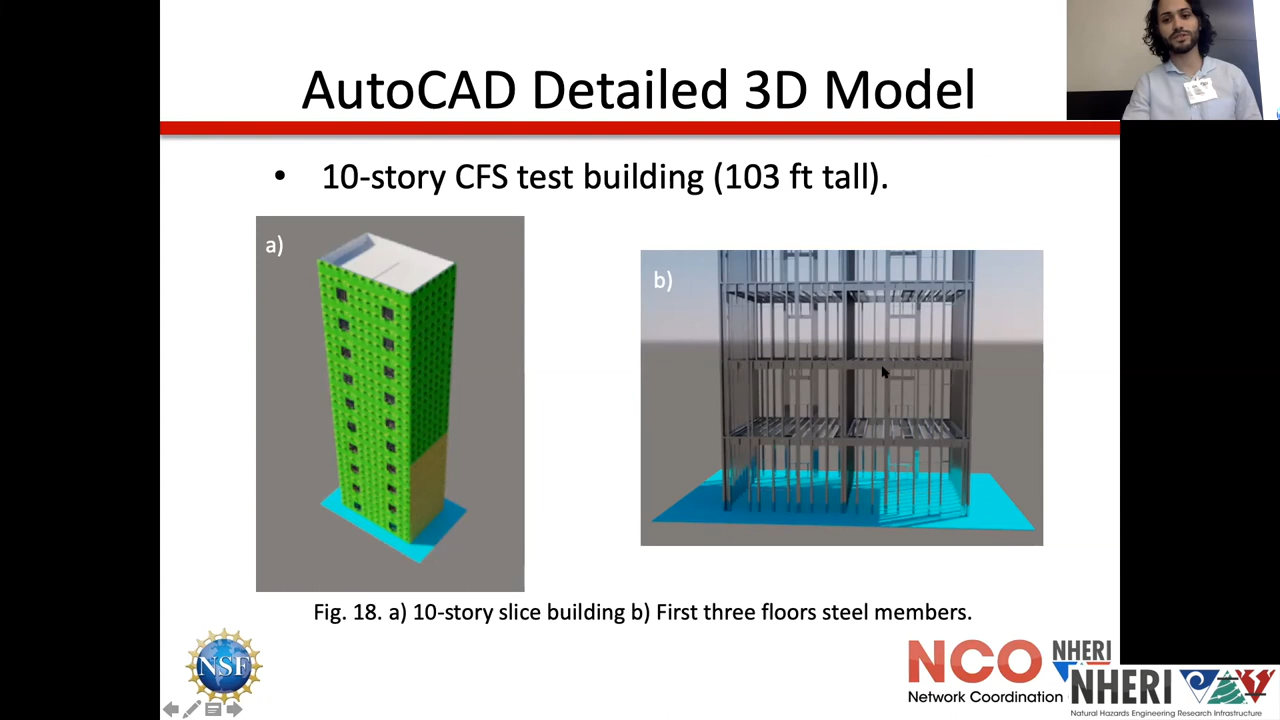 AutoCAD Detailed 3D Model
• 10-story CFS test building (103 ft tall).
a)
b)
Fig. 18. a) 10-story slice building b) First three floors steel members.
NSF
NCO
Network Coordination
NHERI
NHERI
Natural Hazards Engineering Research Infrastructure